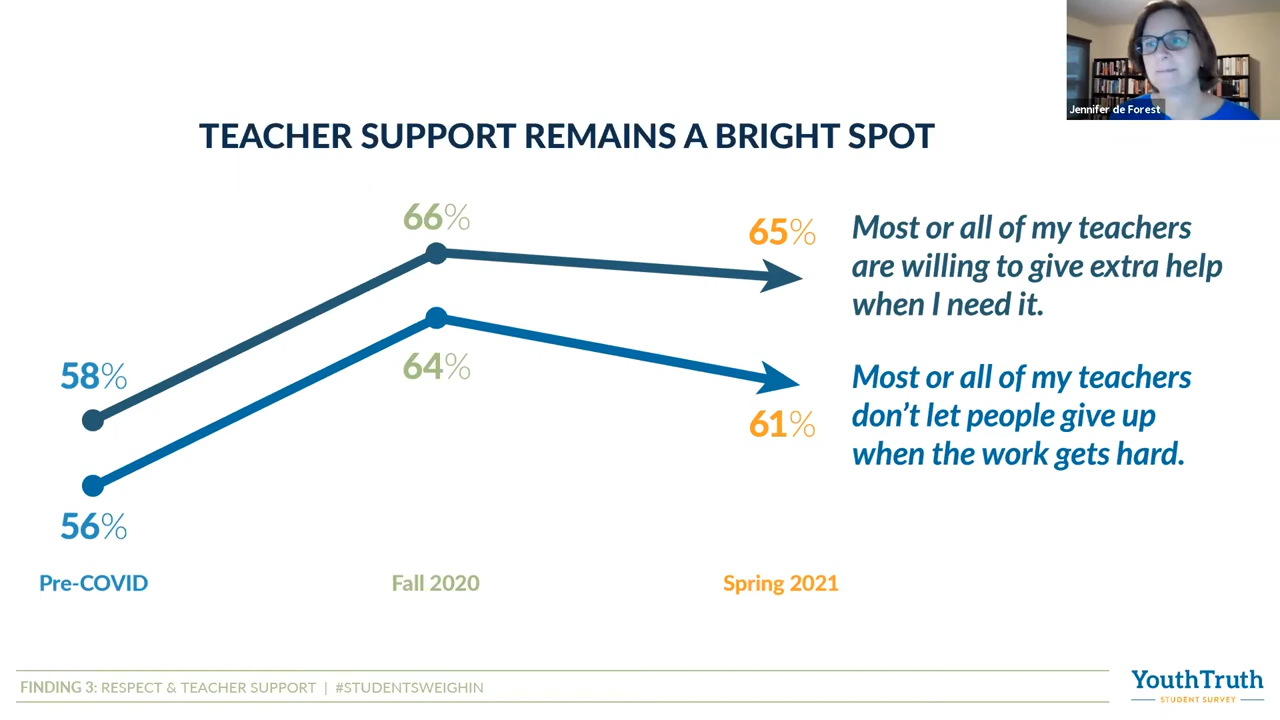 Jennifer de Forest
TEACHER SUPPORT REMAINS A BRIGHT SPOT
66%
65%
Most or all of my teachers
are willing to give extra help
when I need it.
58%
64%
Most or all of my teachers
don’t let people give up
when the work gets hard.
61%
56%
Pre-COVID
Fall 2020
Spring 2021
FINDING 3: RESPECT & TEACHER SUPPORT | #STUDENTSWEIGHIN
YouthTruth
STUDENT SURVEY